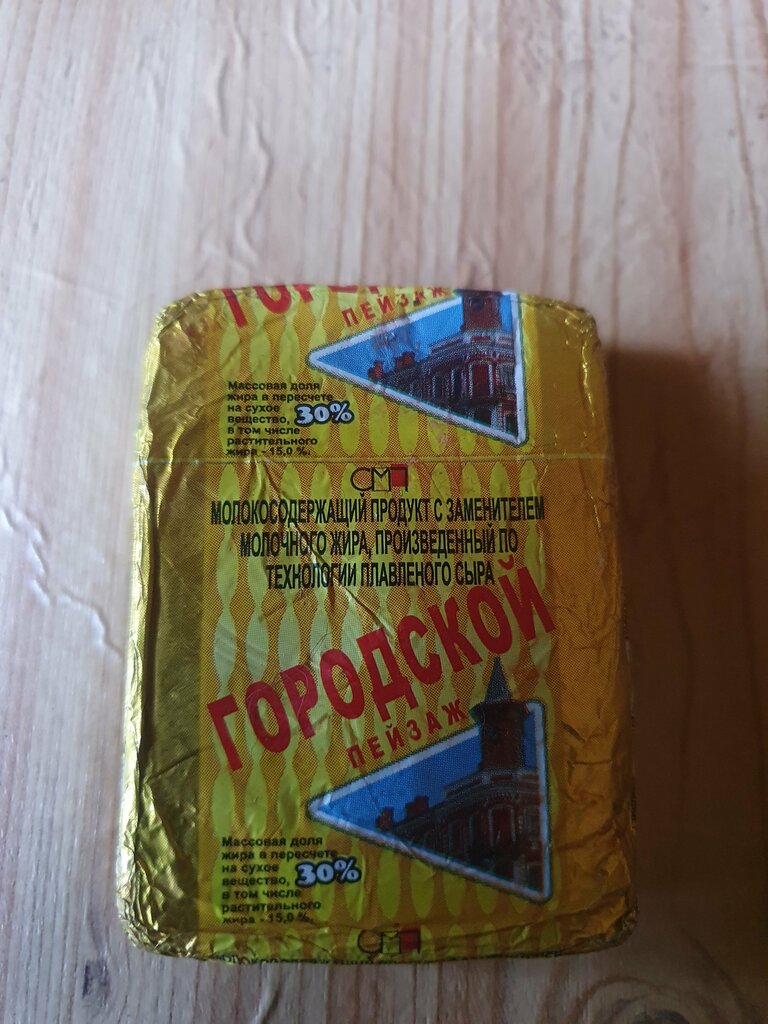 ПЕЙЗАЖ
Массовая доля
жира в пересчете
на сухое
вещество, 30%
в том числе
растительного
жира - 15,0 %.
СМП
МОЛОКОСОДЕРЖАЩИЙ ПРОДУКТ С ЗАМЕНИТЕЛЕМ
МОЛОЧНОГО ЖИРА, ПРОИЗВЕДЕННЫЙ ПО
ТЕХНОЛОГИИ ПЛАВЛЕНОГО СЫРА
ГОРОДСКОЙ
ПЕЙЗАЖ
Массовая доля
жира в пересчете
на сухое
вещество, 30%
в том числе
растительного
жира - 15,0 %.
СМП